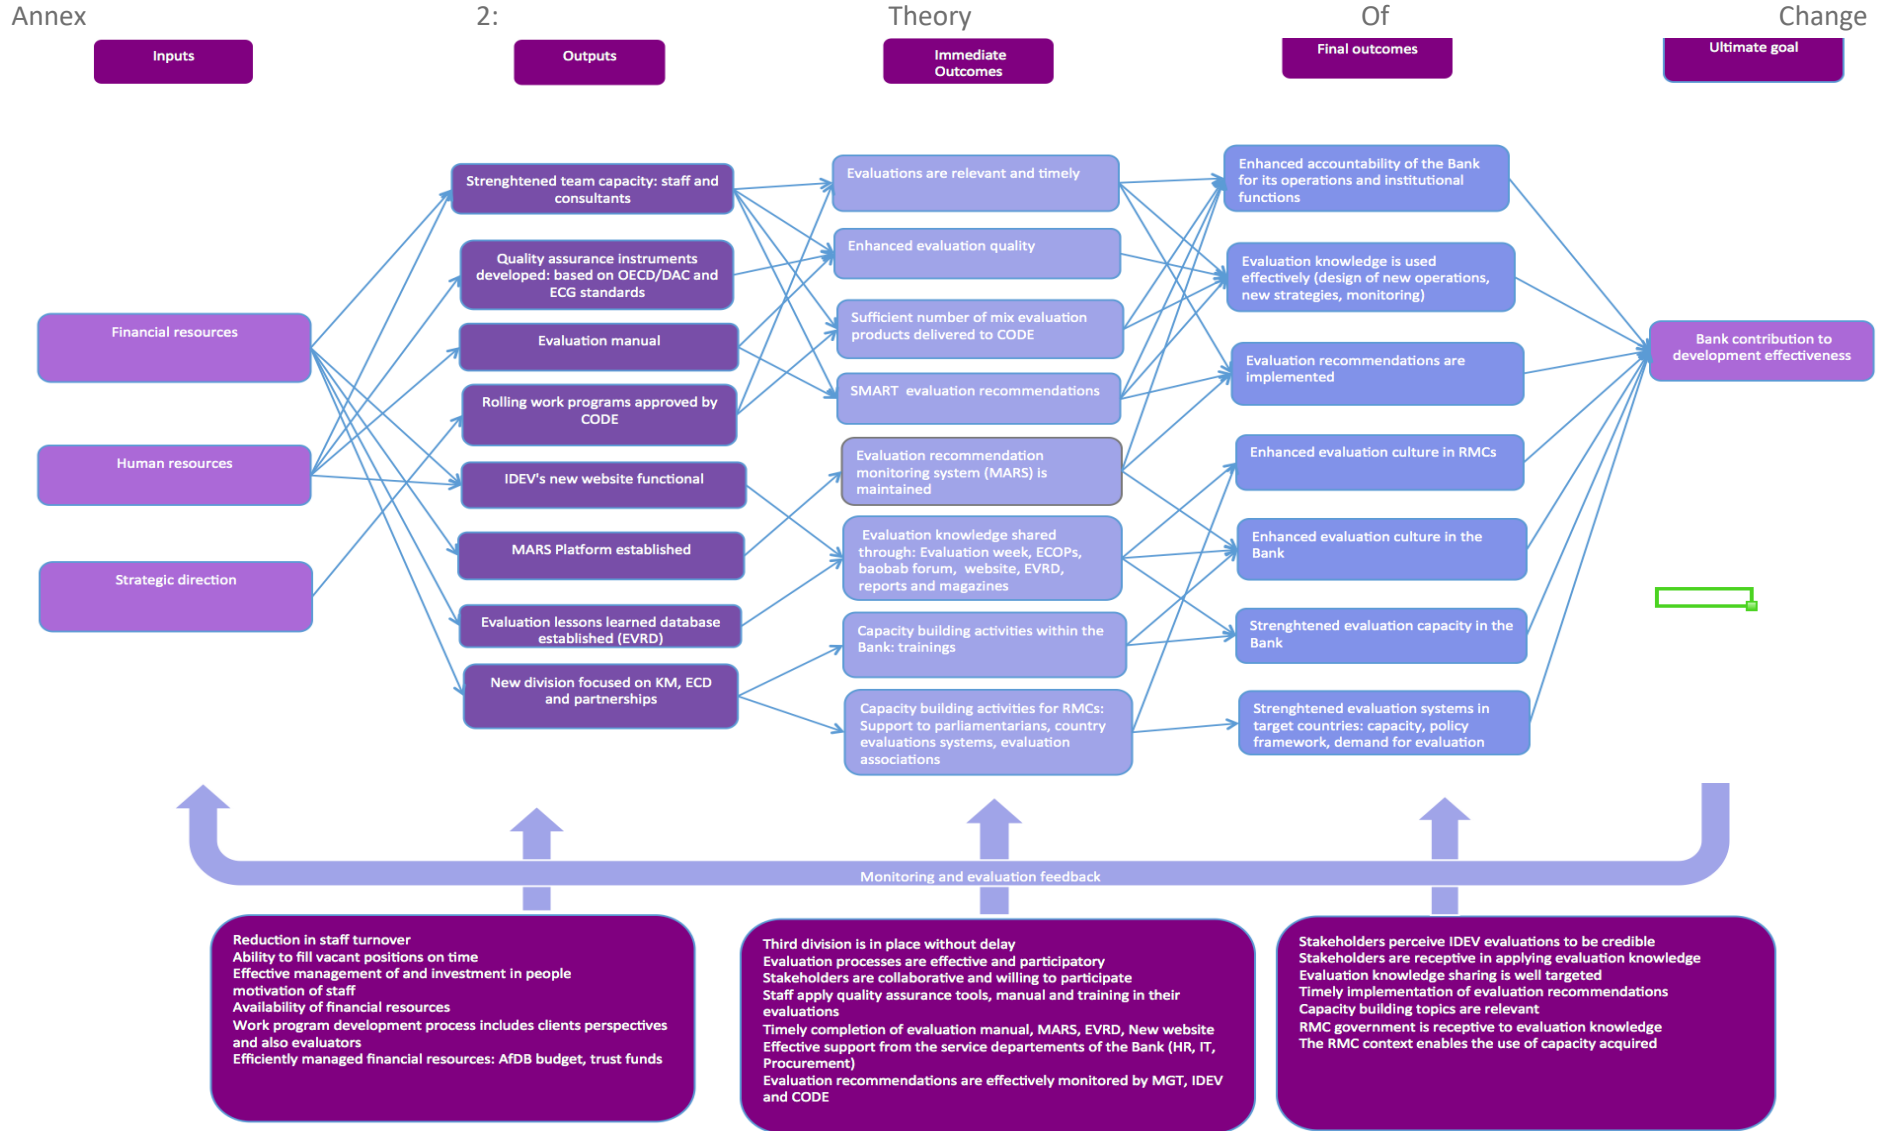 Annex 2: Theory Of Change
Inputs
Outputs
Immediate
Outcomes
Final outcomes
Ultimate goal
Financial resources
Human resources
Strategic direction
Strenghtened team capacity: staff and
consultants
Quality assurance instruments
developed: based on OECD/DAC and
ECG standards
Evaluation manual
Rolling work programs approved by
CODE
IDEV's new website functional
MARS Platform established
Evaluation lessons learned database
established (EVRD)
New division focused on KM, ECD
and partnerships
Evaluations are relevant and timely
Enhanced evaluation quality
Sufficient number of mix evaluation
products delivered to CODE
SMART evaluation recommendations
Evaluation recommendation
monitoring system (MARS) is
maintained
Evaluation knowledge shared
through: Evaluation week, ECOPs,
baobab forum, website, EVRD,
reports and magazines
Capacity building activities within the
Bank: trainings
Capacity building activities for RMCs:
Support to parliamentarians, country
evaluations systems, evaluation
associations
Enhanced accountability of the Bank
for its operations and institutional
functions
Evaluation knowledge is used
effectively (design of new operations,
new strategies, monitoring)
Evaluation recommendations are
implemented
Enhanced evaluation culture in RMCs
Enhanced evaluation culture in the
Bank
Strenghtened evaluation capacity in the
Bank
Strenghtened evaluation systems in
target countries: capacity, policy
framework, demand for evaluation
Bank contribution to
development effectiveness
Monitoring and evaluation feedback
Reduction in staff turnover
Ability to fill vacant positions on time
Effective management of and investment in people
motivation of staff
Availability of financial resources
Work program development process includes clients perspectives
and also evaluators
Efficiently managed financial resources: AfDB budget, trust funds
Third division is in place without delay
Evaluation processes are effective and participatory
Stakeholders are collaborative and willing to participate
Staff apply quality assurance tools, manual and training in their
evaluations
Timely completion of evaluation manual, MARS, EVRD, New website
Effective support from the service departements of the Bank (HR, IT,
Procurement)
Evaluation recommendations are effectively monitored by MGT, IDEV
and CODE
Stakeholders perceive IDEV evaluations to be credible
Stakeholders are receptive in applying evaluation knowledge
Evaluation knowledge sharing is well targeted
Timely implementation of evaluation recommendations
Capacity building topics are relevant
RMC government is receptive to evaluation knowledge
The RMC context enables the use of capacity acquired